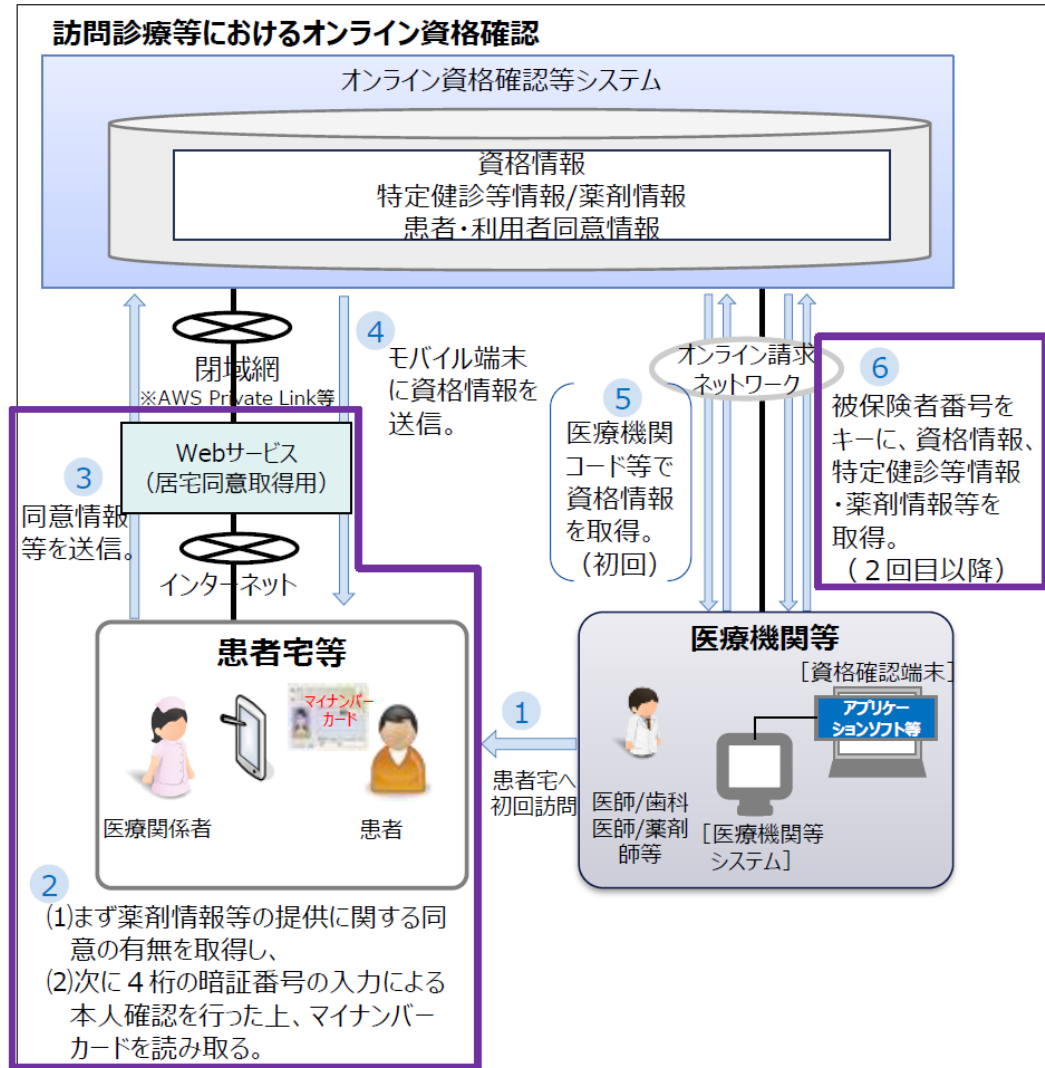 訪問診療等におけるオンライン資格確認
オンライン資格確認等システム
資格情報
特定健診等情報/薬剤情報
患者・利用者同意情報
閉域網
※AWS Private Link等
4
モバイル端末
に資格情報を
送信。
オンライン請求
ネットワーク
5
医療機関
コード等で
資格情報
を取得。
（初回）
6
被保険者番号を
キーに、資格情報、
特定健診等情報
・薬剤情報等を
取得。
（２回目以降）
3
同意情報
等を送信。
Webサービス
（居宅同意取得用）
インターネット
患者宅等
マイナンバー
カード
医療関係者
患者
1
患者宅へ
初回訪問
医療機関等
［資格確認端末］
アプリケー
ションソフト等
医師/歯科
医師/薬剤
師等
［医療機関等
システム］
2
⑴まず薬剤情報等の提供に関する同
意の有無を取得し、
⑵次に４桁の暗証番号の入力による
本人確認を行った上、マイナンバー
カードを読み取る。